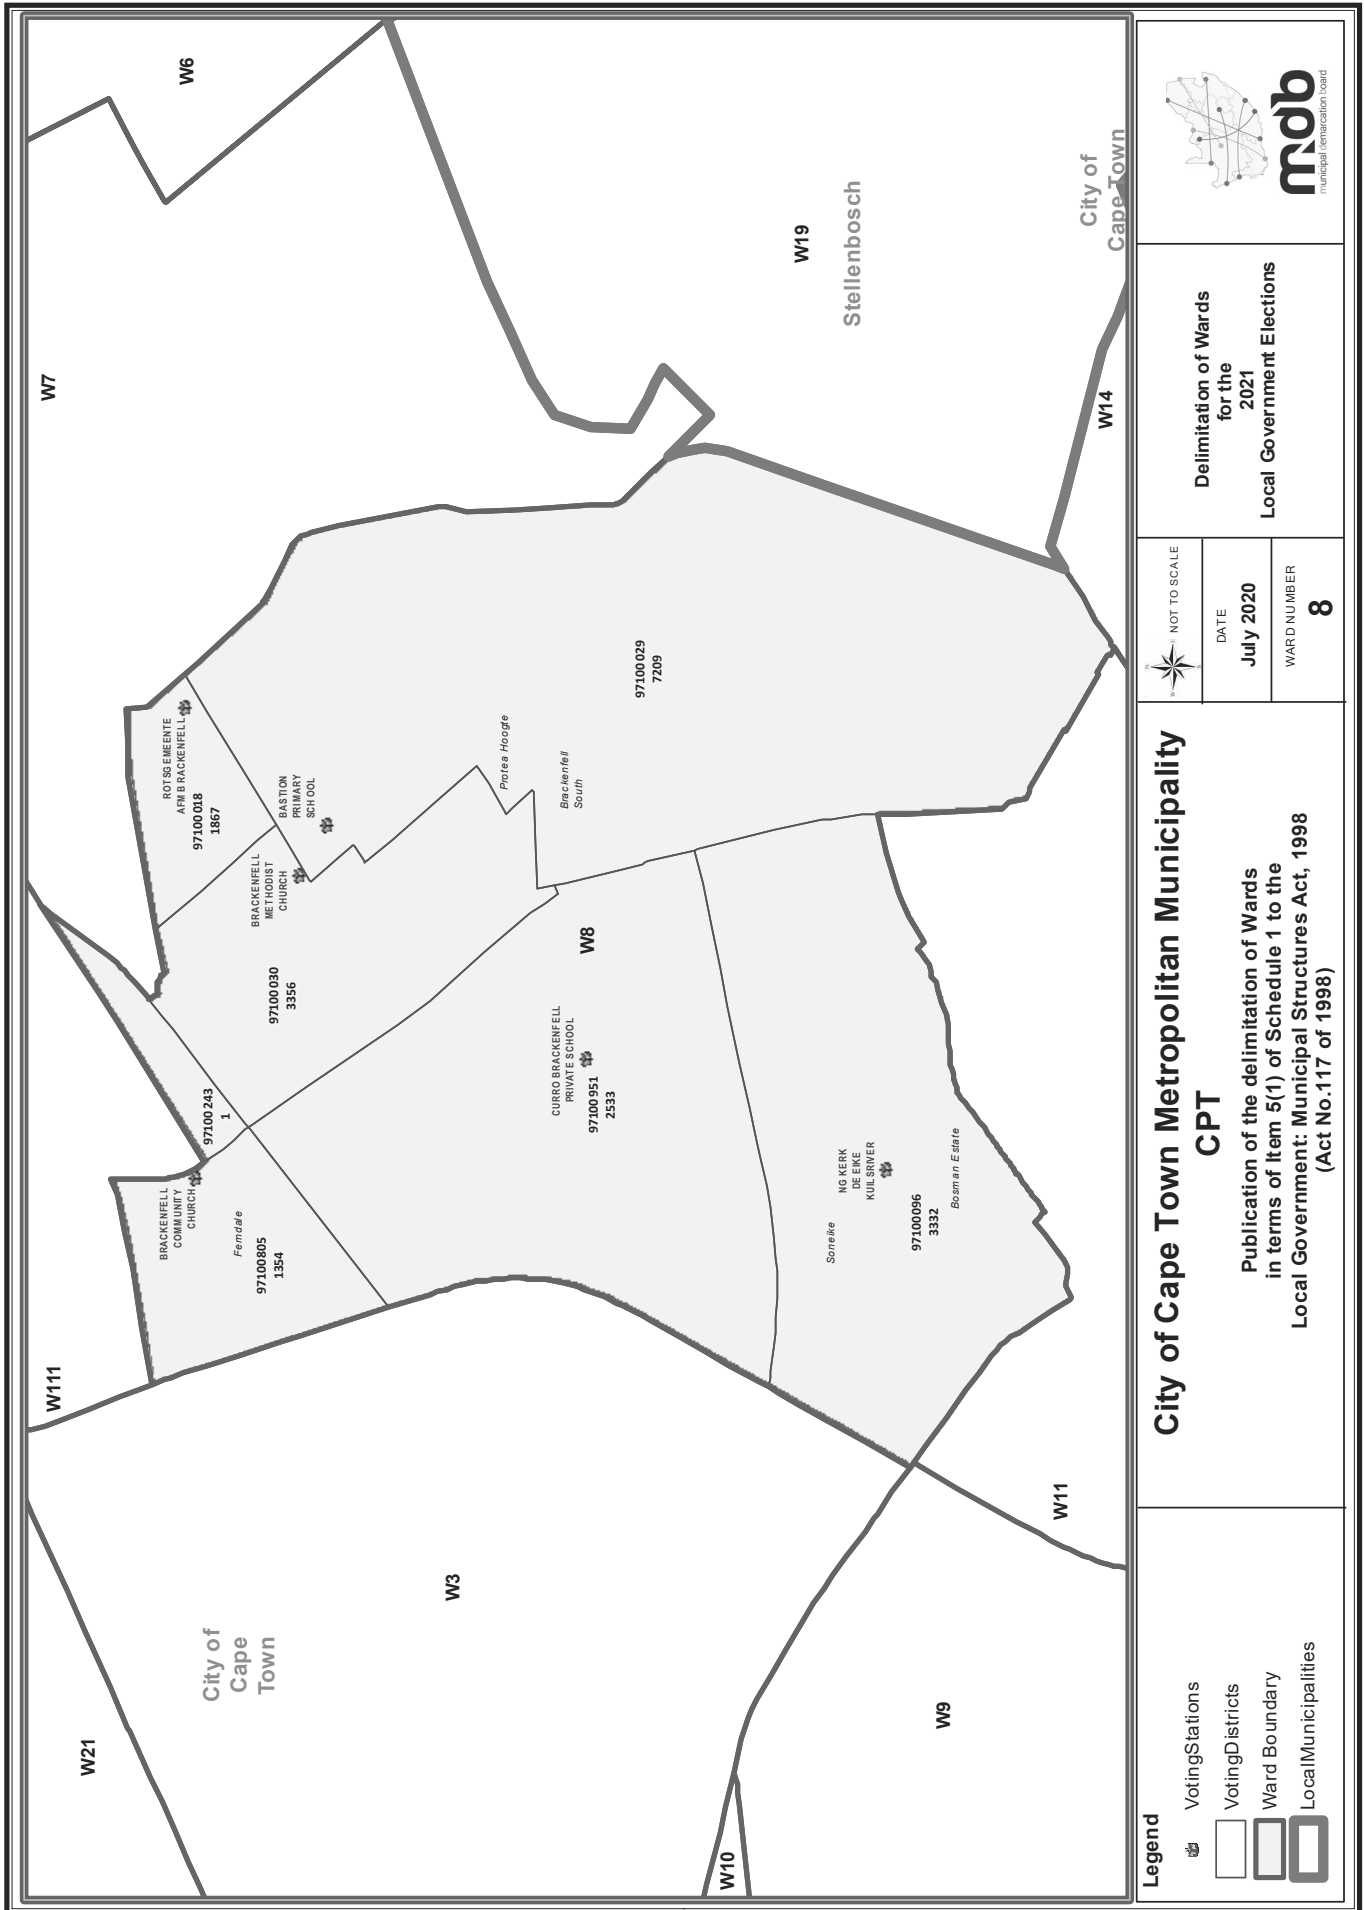 W21
W111
W7
W6
City of
Cape
Town
W3
W10
W9
W11
W14
W19
Stellenbosch
City of
Cape Town
BRACKENFELL
COMMUNITY
CHURCH
Ferndale
97100805
1354
97100243
1
97100030
3356
BRACKENFELL
METHODIST
CHURCH
ROTSGEMEENTE
AFM BRACKENFELL
97100018
1867
BASTION
PRIMARY
SCHOOL
Protea Hoogte
Brackenfell
South
97100029
7209
W8
CURRO BRACKENFELL
PRIVATE SCHOOL
97100951
2533
Soneike
NG KERK
DE EIKE
KUILSRIVER
97100096
3332
Bosman Estate
Legend
VotingStations
VotingDistricts
Ward Boundary
LocalMunicipalities
City of Cape Town Metropolitan Municipality
CPT
Publication of the delimitation of Wards
in terms of Item 5(1) of Schedule 1 to the
Local Government: Municipal Structures Act, 1998
(Act No.117 of 1998)
N
E
S
W
NOT TO SCALE
DATE
July 2020
WARD NUMBER
8
Delimitation of Wards
for the
2021
Local Government Elections
mdb
municipal demarcation board